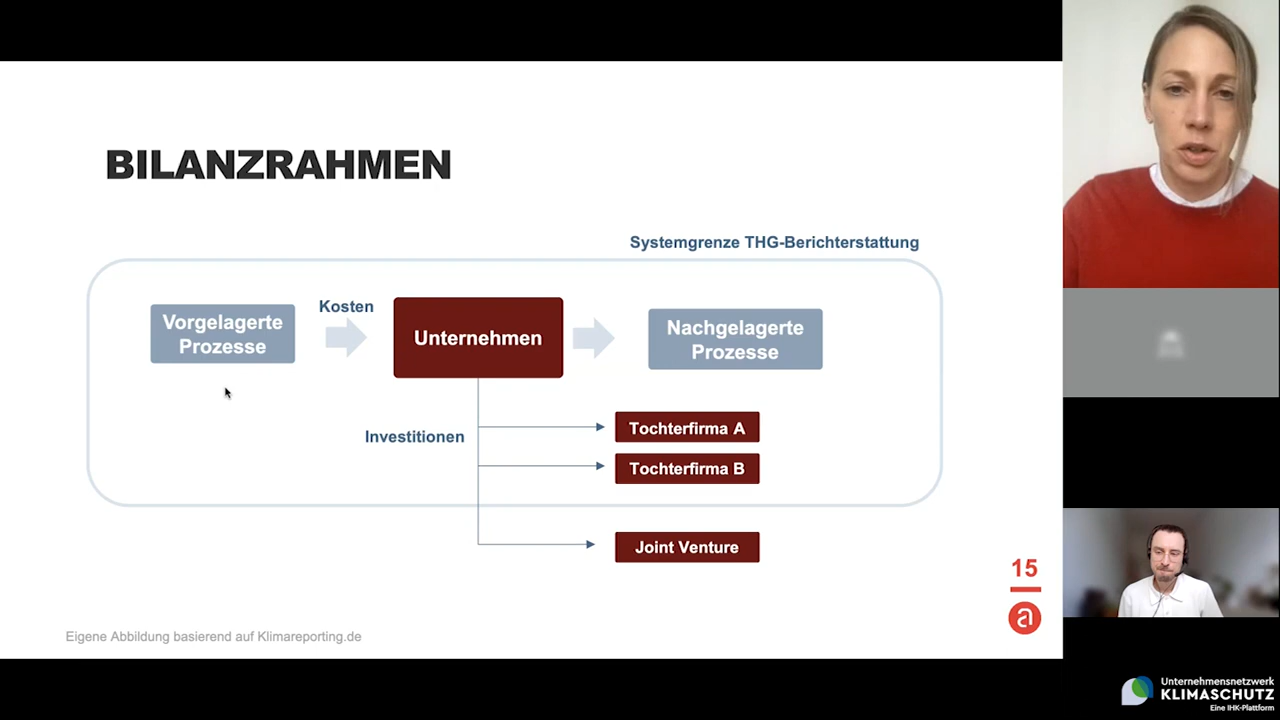 BILANZRAHMEN
Systemgrenze THG-Berichterstattung
Vorgelagerte
Prozesse
Kosten
Unternehmen
Nachgelagerte
Prozesse
Investitionen
Tochterfirma A
Tochterfirma B
Joint Venture
15
a
Eigene Abbildung basierend auf Klimareporting.de
Unternehmensnetzwerk
KLIMASCHUTZ
Eine IHK-Plattform